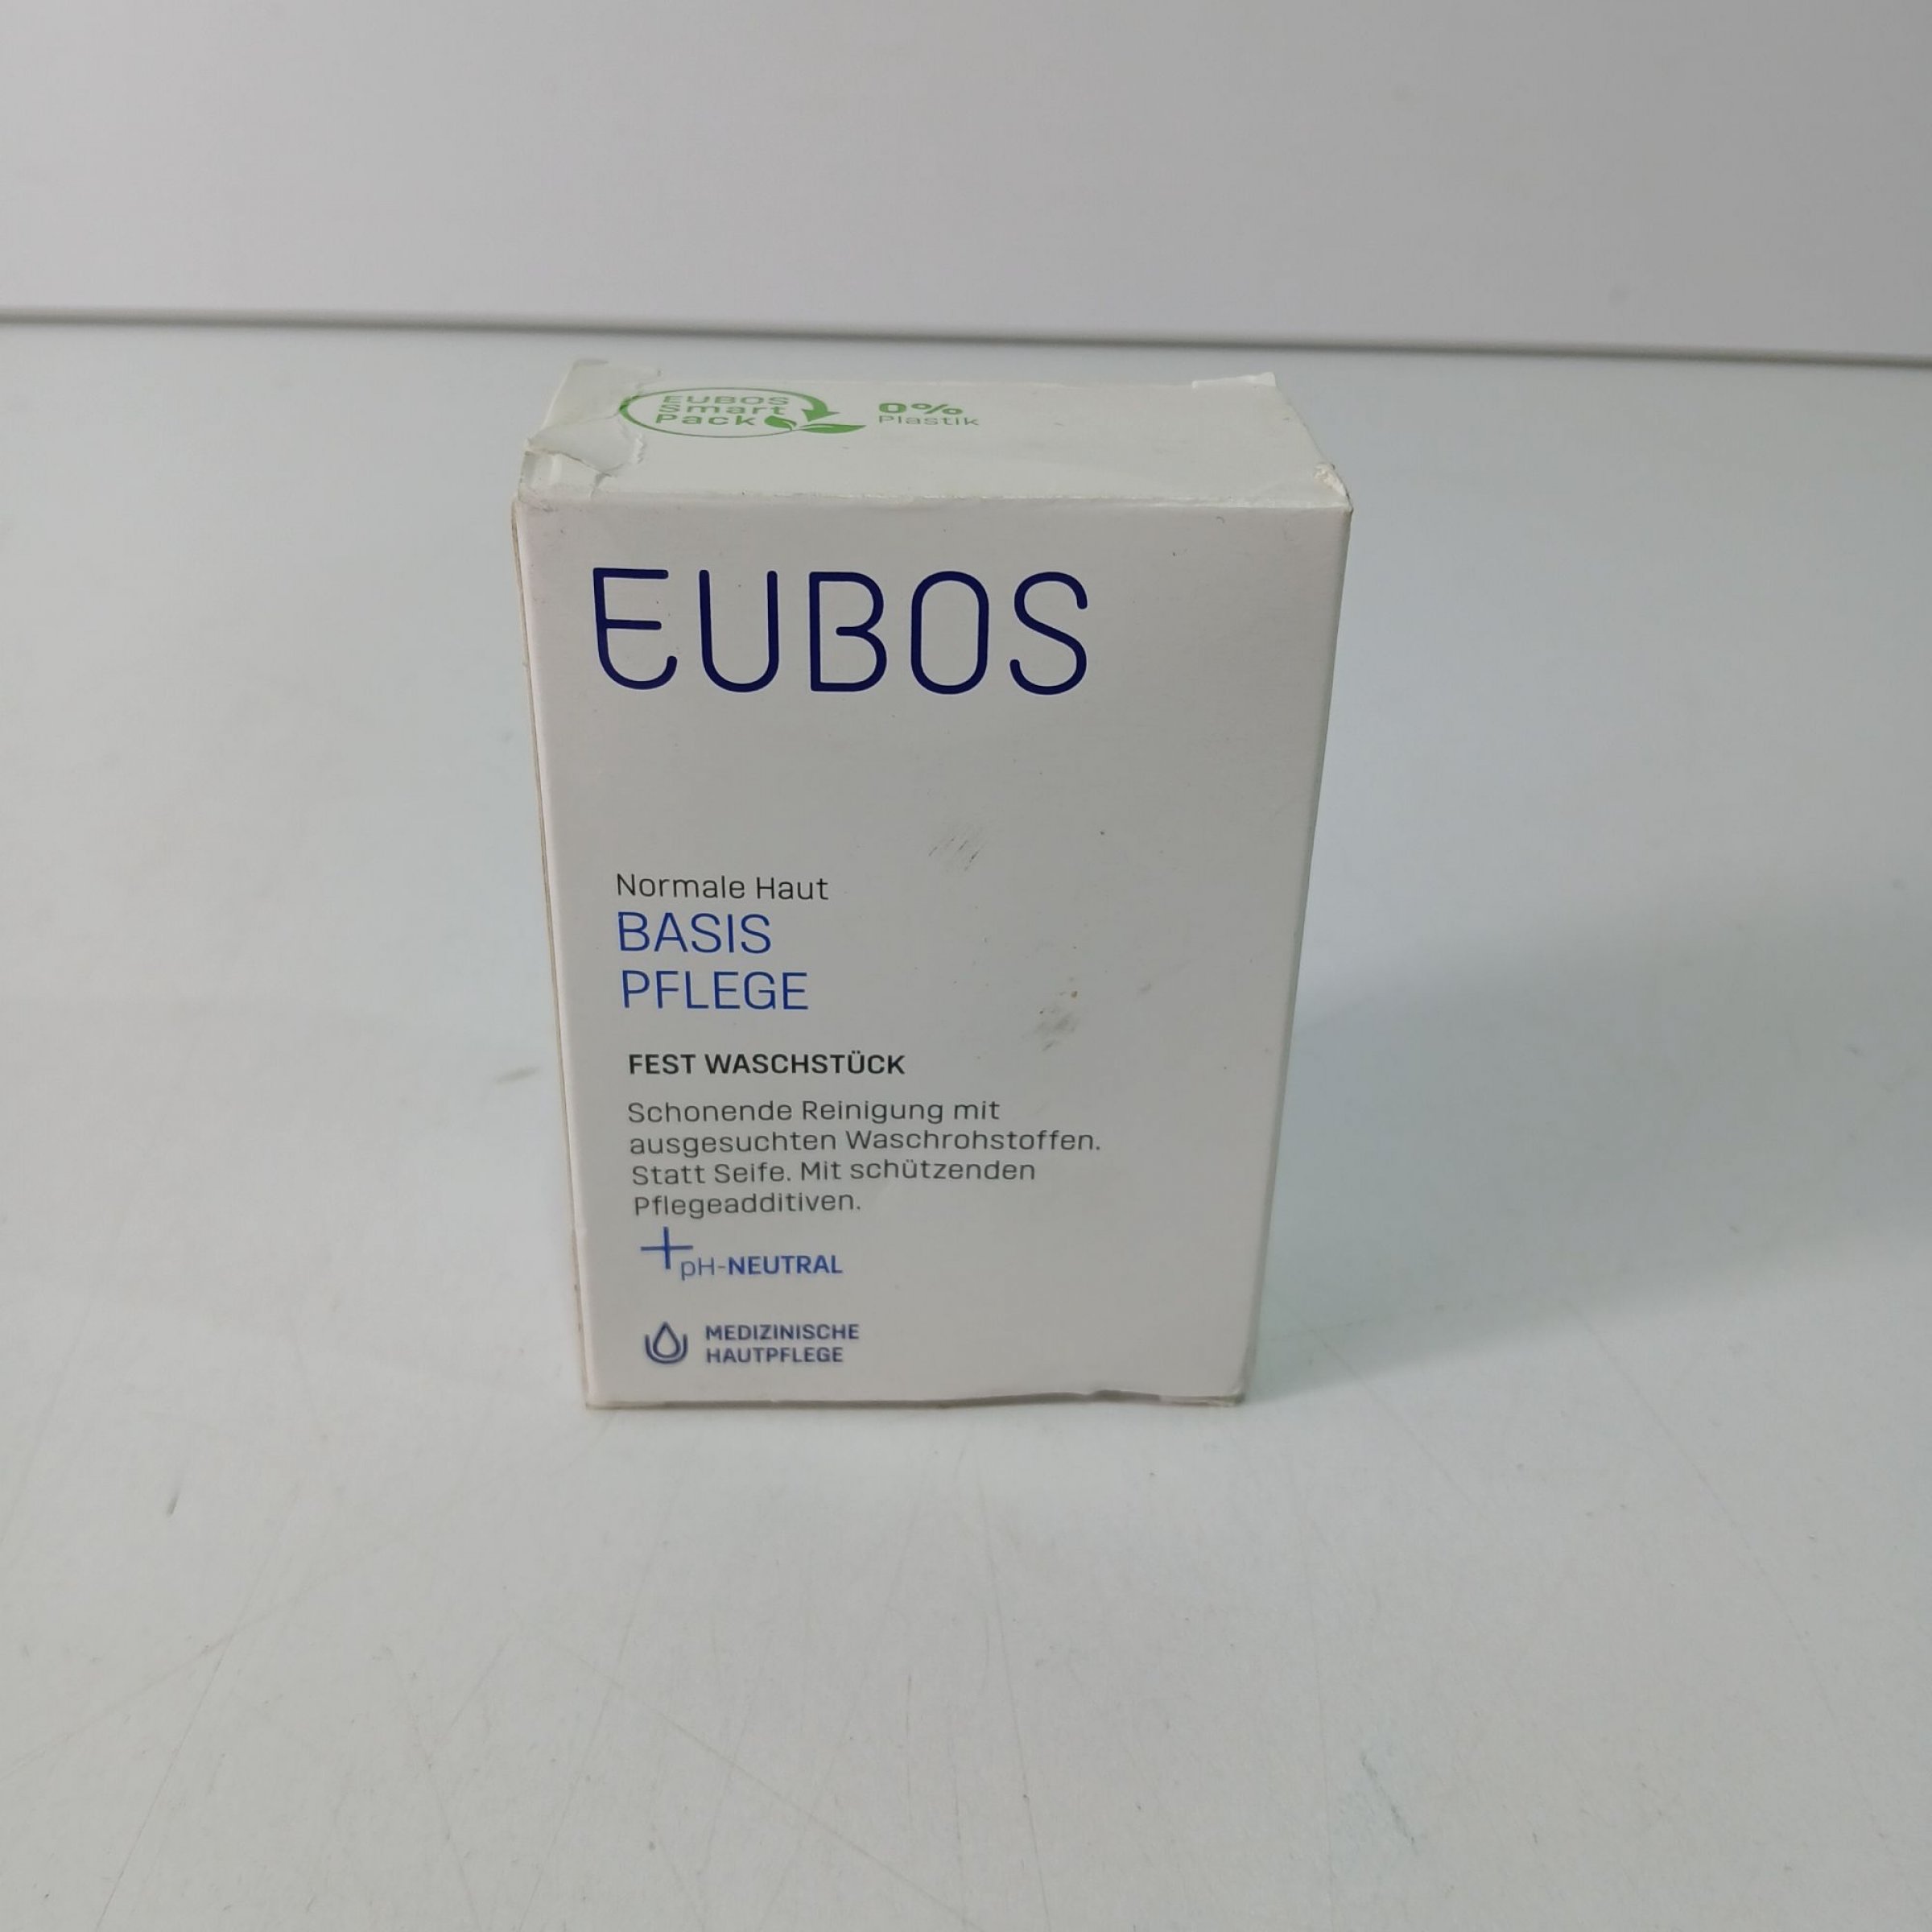 EUBOS
Smart
Pack
0%
Plastik
EUBOS
Normale Haut
BASIS
PFLEGE
FEST WASCHSTÜCK
Schonende Reinigung mit
ausgesuchten Waschrohstoffen.
Statt Seife. Mit schützenden
Pflegeadditiven.
pH-NEUTRAL
MEDIZINISCHE
HAUTPFLEGE